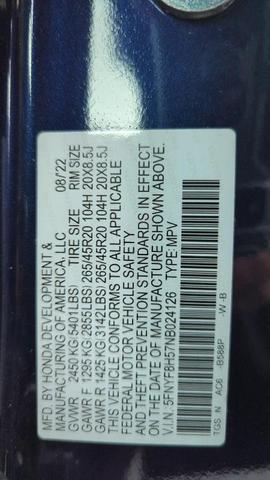 MFD. BY HONDA DEVELOPMENT &
MANUFACTURING OF AMERICA, LLC 08/'22
GVWR 2450 KG(5401LBS) TIRE SIZE RIM SIZE
GAWR F 1295 KG(2855LBS) 265/45R20 104H 20X8.5J
GAWR R 1425 KG(3142LBS) 265/45R20 104H 20X8.5J
THIS VEHICLE CONFORMS TO ALL APPLICABLE
FEDERAL MOTOR VEHICLE SAFETY
AND THEFT PREVENTION STANDARDS IN EFFECT
ON THE DATE OF MANUFACTURE SHOWN ABOVE.
V.I.N. 5FNYF8H57NB024126 TYPE: MPV
TGS N AC6 -B588P -W -B